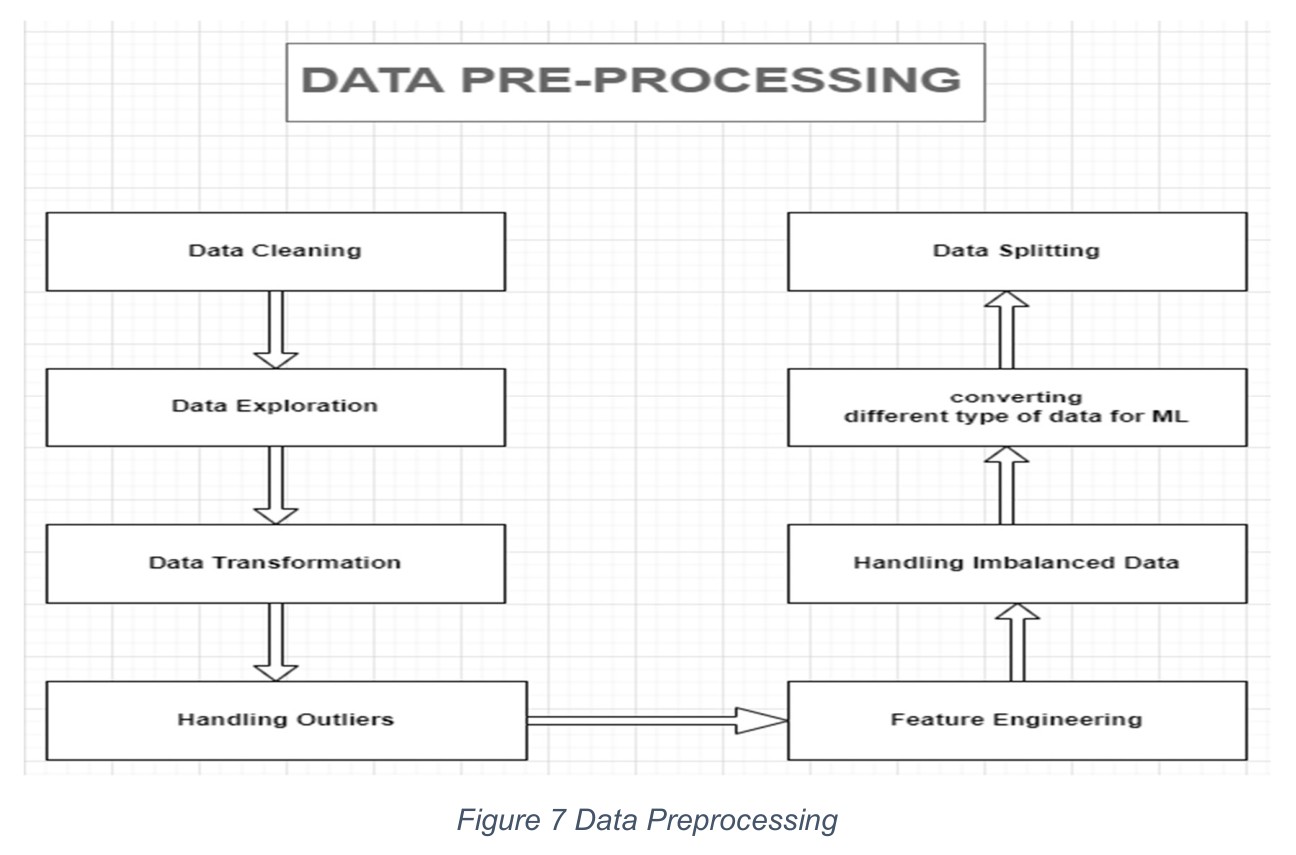 DATA PRE-PROCESSING
Data Cleaning
Data Exploration
Data Transformation
Handling Outliers
Feature Engineering
Handling Imbalanced Data
converting
different type of data for ML
Data Splitting
Figure 7 Data Preprocessing